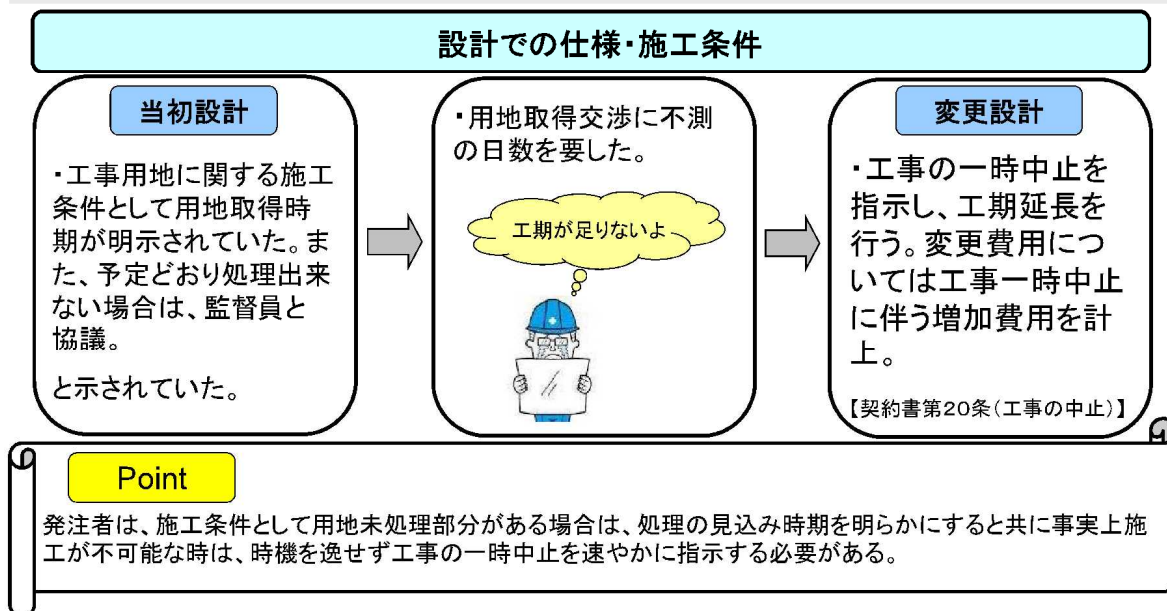 設計での仕様・施工条件
当初設計
・工事用地に関する施工
条件として用地取得時
期が明示されていた。ま
た、予定どおり処理出来
ない場合は、監督員と
協議。
と示されていた。
・用地取得交渉に不測
の日数を要した。
工期が足りないよ
変更設計
・工事の一時中止を
指示し、工期延長を
行う。変更費用につ
いては工事一時中止
に伴う増加費用を計
上。
【契約書第20条(工事の中止)】
Point
発注者は、施工条件として用地未処理部分がある場合は、処理の見込み時期を明らかにすると共に事実上施
工が不可能な時は、時機を逸せず工事の一時中止を速やかに指示する必要がある。